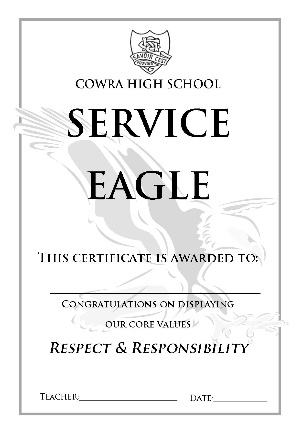 COWRA HIGH SCHOOL
SERVICE
EAGLE
THIS CERTIFICATE IS AWARDED TO:
CONGRATULATIONS ON DISPLAYING
OUR CORE VALUES
RESPECT & RESPONSIBILITY
TEACHER: DATE: